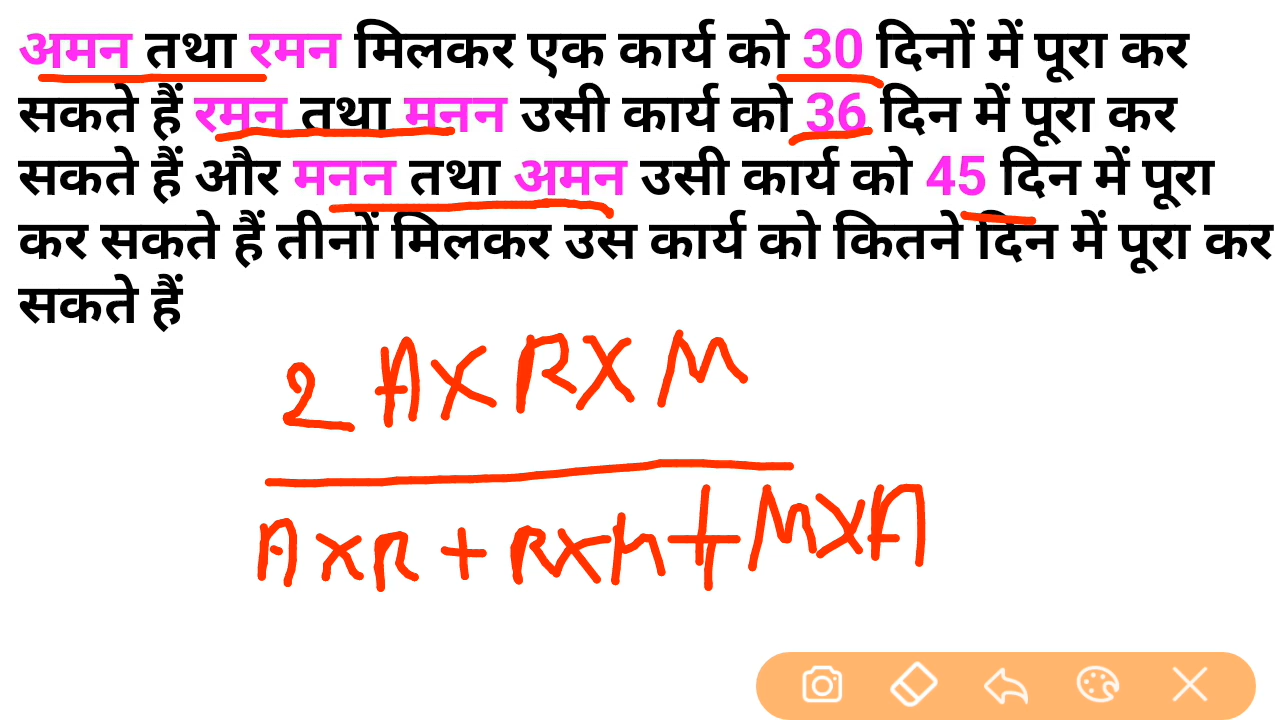 अमन तथा रमन मिलकर एक कार्य को 30 दिनों में पूरा कर
सकते हैं रमन तथा मनन उसी कार्य को 36 दिन में पूरा कर
सकते हैं और मनन तथा अमन उसी कार्य को 45 दिन में पूरा
कर सकते हैं तीनों मिलकर उस कार्य को कितने दिन में पूरा कर
सकते हैं
2 A×R×M
A×R + R×M + M×A